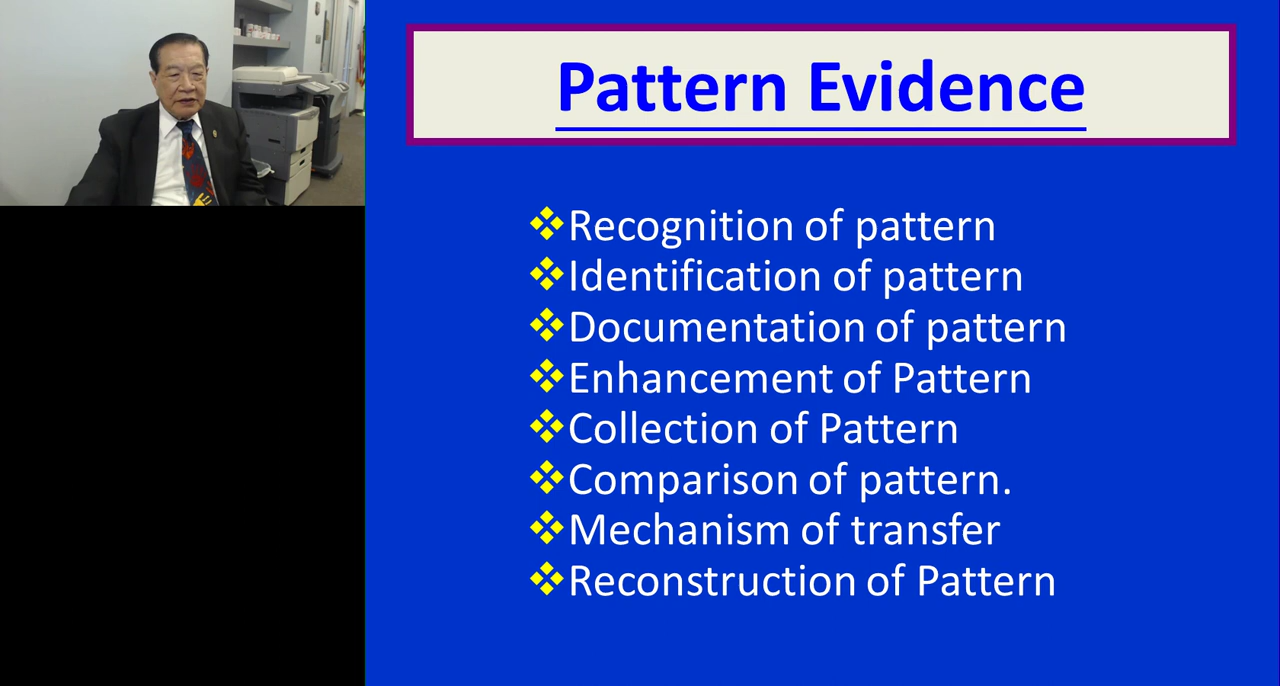 Pattern Evidence
Recognition of pattern
Identification of pattern
Documentation of pattern
Enhancement of Pattern
Collection of Pattern
Comparison of pattern.
Mechanism of transfer
Reconstruction of Pattern